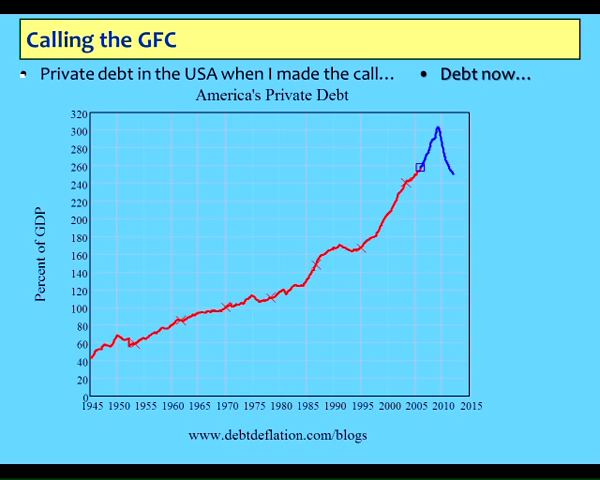 Calling the GFC
• Private debt in the USA when I made the call…
• Debt now…
America's Private Debt
Percent of GDP
320
300
280
260
240
220
200
180
160
140
120
100
80
60
40
20
0
1945 1950 1955 1960 1965 1970 1975 1980 1985 1990 1995 2000 2005 2010 2015
www.debtdeflation.com/blogs